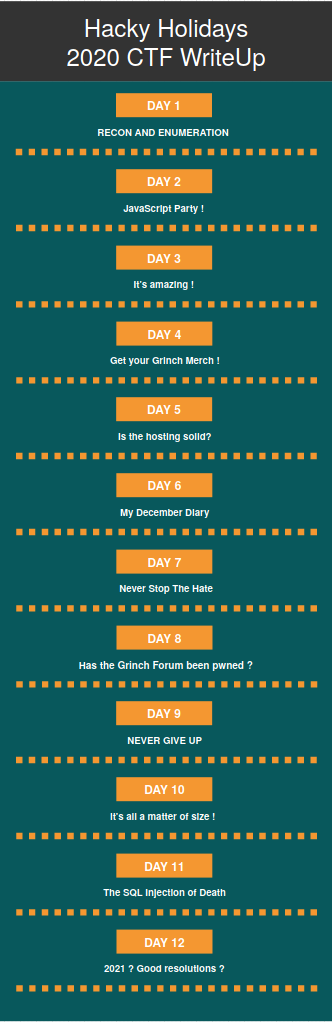 Hacky Holidays
2020 CTF WriteUp
DAY 1
RECON AND ENUMERATION
DAY 2
JavaScript Party !
DAY 3
It's amazing !
DAY 4
Get your Grinch Merch !
DAY 5
Is the hosting solid?
DAY 6
My December Diary
DAY 7
Never Stop The Hate
DAY 8
Has the Grinch Forum been pwned ?
DAY 9
NEVER GIVE UP
DAY 10
It's all a matter of size !
DAY 11
The SQL Injection of Death
DAY 12
2021 ? Good resolutions ?